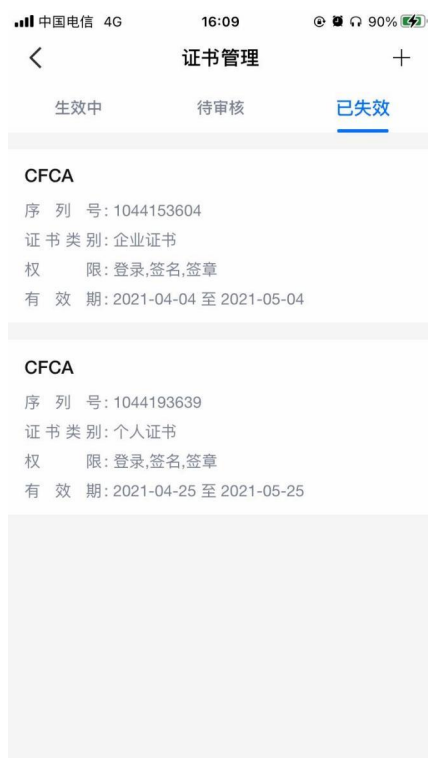 中国电信 4G 16:09 90%
证书管理
生效中 待审核 已失效
CFCA
序列号:1044153604
证书类别:企业证书
权限:登录,签名,签章
有效期:2021-04-04 至 2021-05-04
CFCA
序列号:1044193639
证书类别:个人证书
权限:登录,签名,签章
有效期:2021-04-25 至 2021-05-25